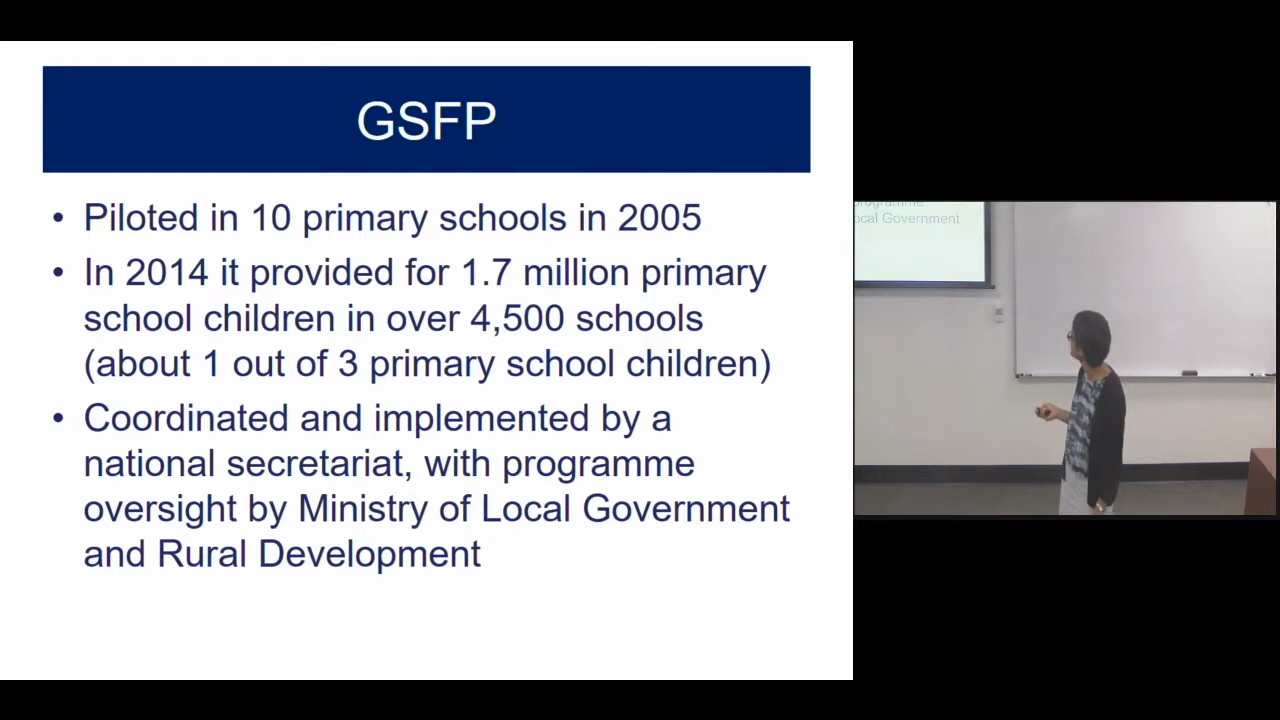 GSFP
• Piloted in 10 primary schools in 2005
• In 2014 it provided for 1.7 million primary
school children in over 4,500 schools
(about 1 out of 3 primary school children)
• Coordinated and implemented by a
national secretariat, with programme
oversight by Ministry of Local Government
and Rural Development
programme
ocal Government